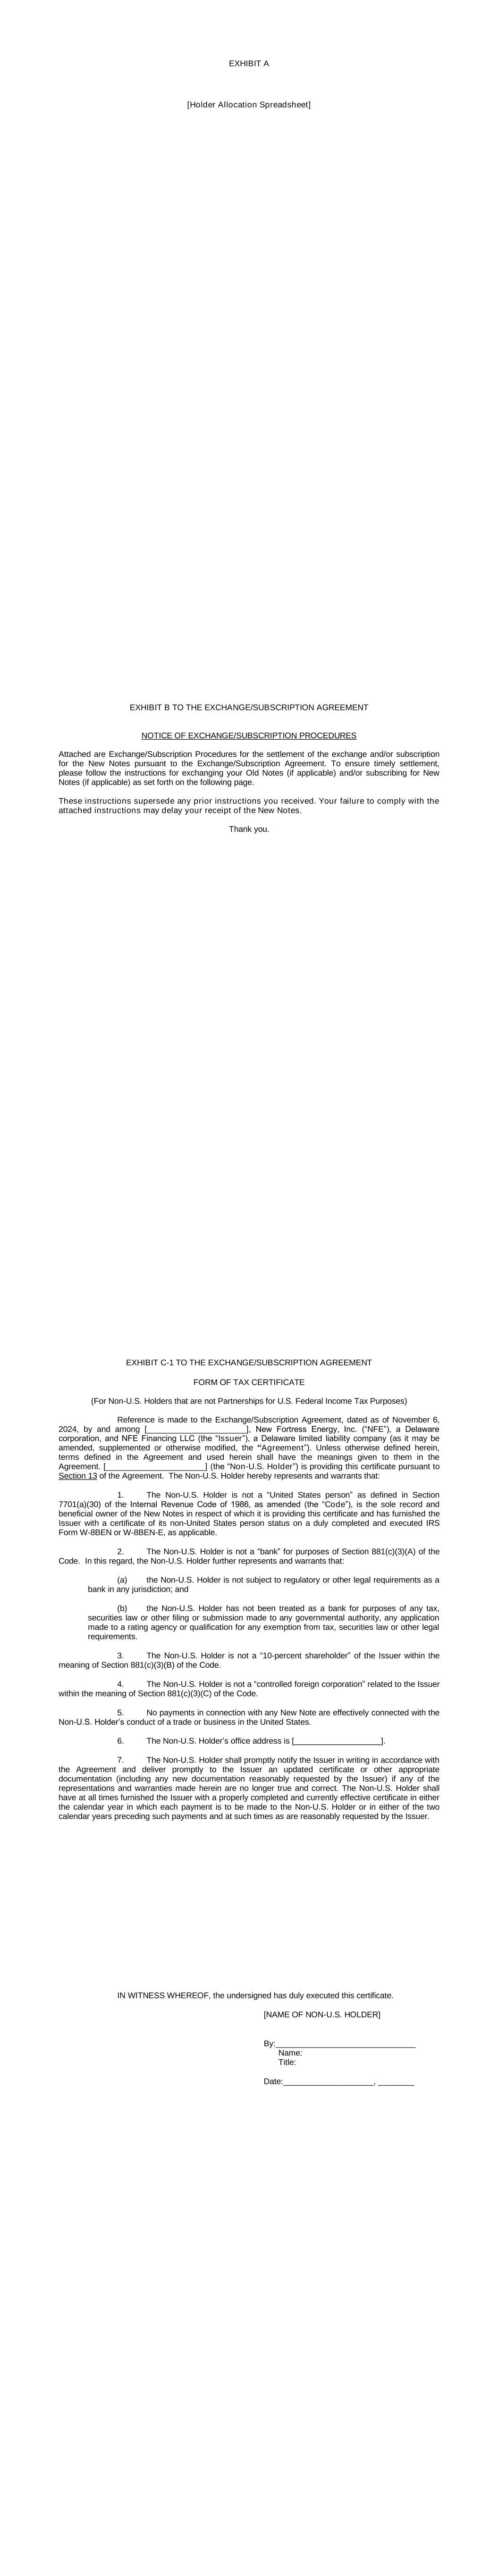 EXHIBIT A
[Holder Allocation Spreadsheet]
EXHIBIT B TO THE EXCHANGE/SUBSCRIPTION AGREEMENT
NOTICE OF EXCHANGE/SUBSCRIPTION PROCEDURES
Attached are Exchange/Subscription Procedures for the settlement of the exchange and/or subscription
for the New Notes pursuant to the Exchange/Subscription Agreement. To ensure timely settlement,
please follow the instructions for exchanging your Old Notes (if applicable) and/or subscribing for New
Notes (if applicable) as set forth on the following page.
These instructions supersede any prior instructions you received. Your failure to comply with the
attached instructions may delay your receipt of the New Notes.
Thank you.
EXHIBIT C-1 TO THE EXCHANGE/SUBSCRIPTION AGREEMENT
FORM OF TAX CERTIFICATE
(For Non-U.S. Holders that are not Partnerships for U.S. Federal Income Tax Purposes)
Reference is made to the Exchange/Subscription Agreement, dated as of November 6,
2024, by and among [______________________], New Fortress Energy, Inc. (“NFE”), a Delaware
corporation, and NFE Financing LLC (the “Issuer”), a Delaware limited liability company (as it may be
amended, supplemented or otherwise modified, the “Agreement”). Unless otherwise defined herein,
terms defined in the Agreement and used herein shall have the meanings given to them in the
Agreement. [______________________] (the “Non-U.S. Holder”) is providing this certificate pursuant to
Section 13 of the Agreement. The Non-U.S. Holder hereby represents and warrants that:
1. The Non-U.S. Holder is not a “United States person” as defined in Section
7701(a)(30) of the Internal Revenue Code of 1986, as amended (the “Code”), is the sole record and
beneficial owner of the New Notes in respect of which it is providing this certificate and has furnished the
Issuer with a certificate of its non-United States person status on a duly completed and executed IRS
Form W-8BEN or W-8BEN-E, as applicable.
2. The Non-U.S. Holder is not a “bank” for purposes of Section 881(c)(3)(A) of the
Code. In this regard, the Non-U.S. Holder further represents and warrants that:
(a) the Non-U.S. Holder is not subject to regulatory or other legal requirements as a
bank in any jurisdiction; and
(b) the Non-U.S. Holder has not been treated as a bank for purposes of any tax,
securities law or other filing or submission made to any governmental authority, any application
made to a rating agency or qualification for any exemption from tax, securities law or other legal
requirements.
3. The Non-U.S. Holder is not a “10-percent shareholder” of the Issuer within the
meaning of Section 881(c)(3)(B) of the Code.
4. The Non-U.S. Holder is not a “controlled foreign corporation” related to the Issuer
within the meaning of Section 881(c)(3)(C) of the Code.
5. No payments in connection with any New Note are effectively connected with the
Non-U.S. Holder’s conduct of a trade or business in the United States.
6. The Non-U.S. Holder’s office address is [___________________].
7. The Non-U.S. Holder shall promptly notify the Issuer in writing in accordance with
the Agreement and deliver promptly to the Issuer an updated certificate or other appropriate
documentation (including any new documentation reasonably requested by the Issuer) if any of the
representations and warranties made herein are no longer true and correct. The Non-U.S. Holder shall
have at all times furnished the Issuer with a properly completed and currently effective certificate in either
the calendar year in which each payment is to be made to the Non-U.S. Holder or in either of the two
calendar years preceding such payments and at such times as are reasonably requested by the Issuer.
IN WITNESS WHEREOF, the undersigned has duly executed this certificate.
[NAME OF NON-U.S. HOLDER]
By:_______________________________
Name:
Title:
Date:____________________, ________